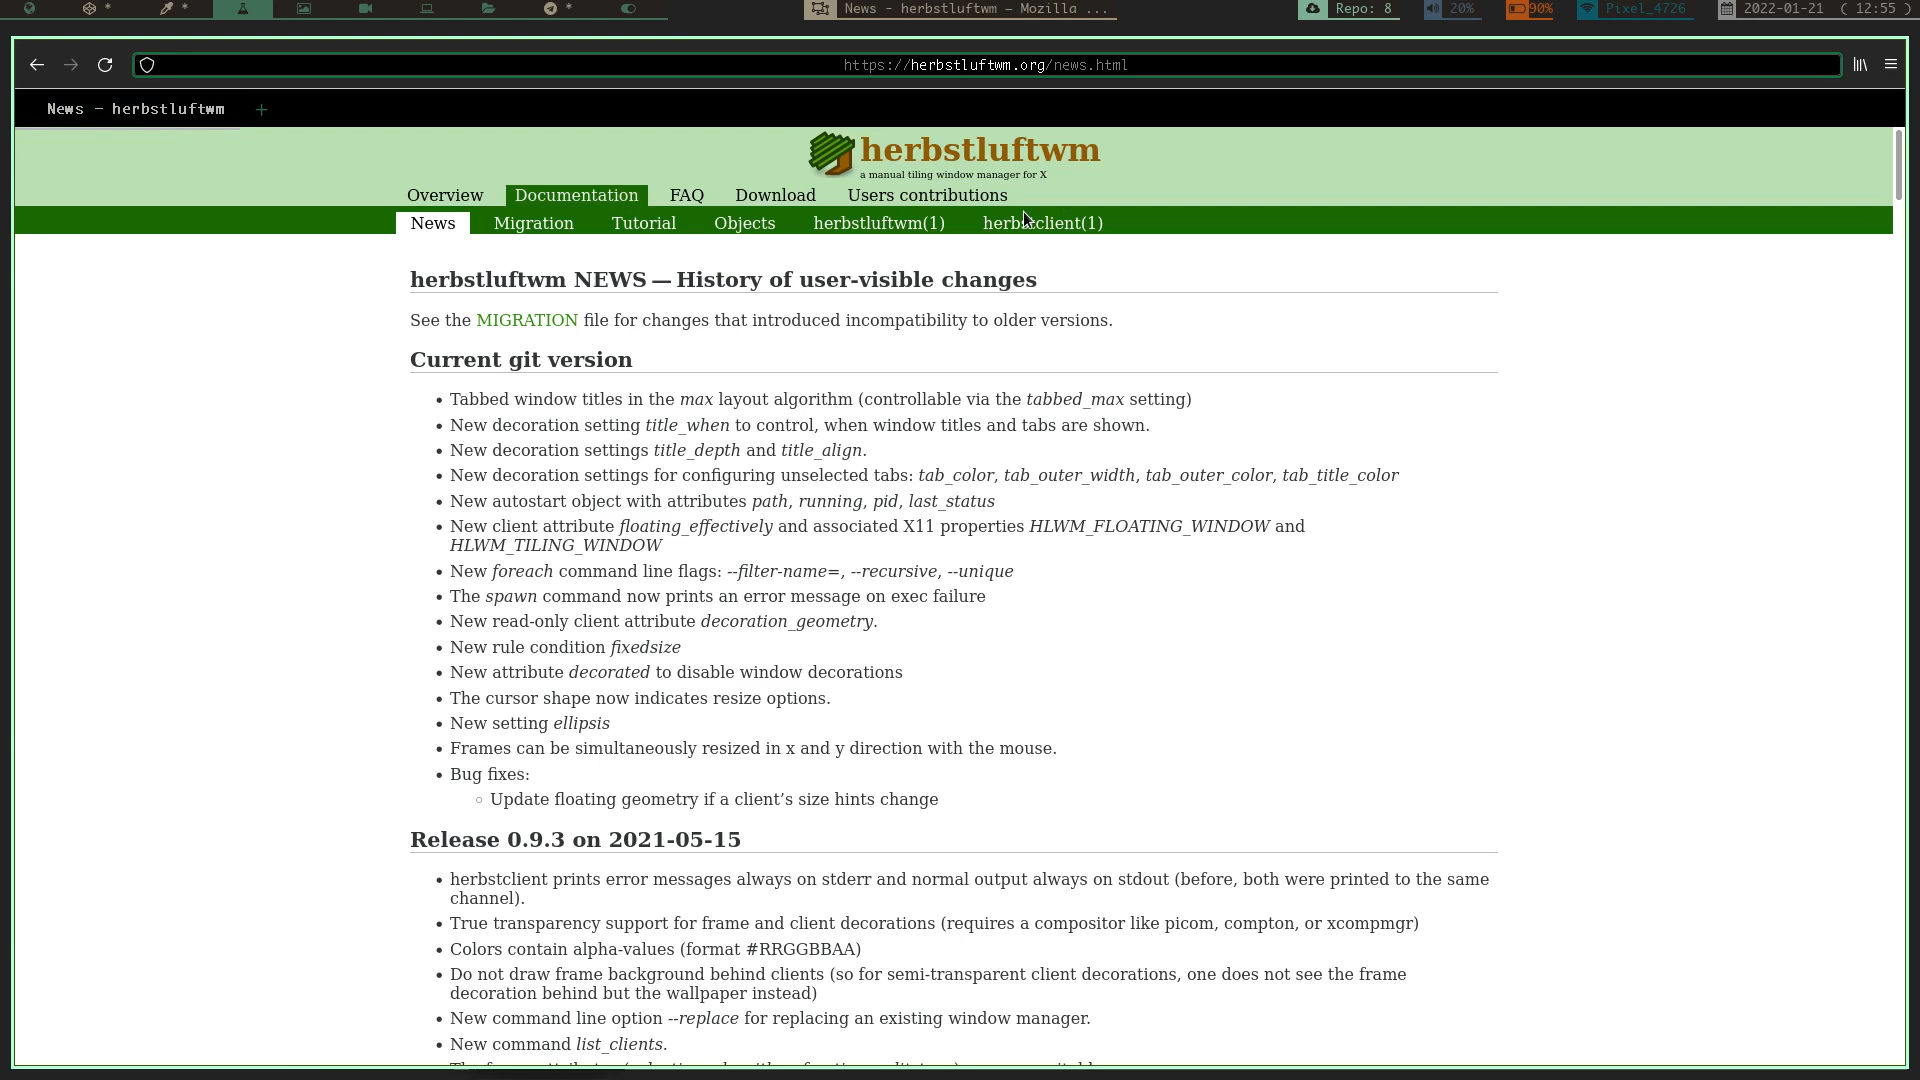 * * * News - herbstluftwm — Mozilla ... Repo: 8 20% 90% Pixel_4726 2022-01-21 ( 12:55 )
https://herbstluftwm.org/news.html
News - herbstluftwm +
herbstluftwm
a manual tiling window manager for X
Overview Documentation FAQ Download Users contributions
News Migration Tutorial Objects herbstluftwm(1) herbstclient(1)
herbstluftwm NEWS — History of user-visible changes
See the MIGRATION file for changes that introduced incompatibility to older versions.
Current git version
• Tabbed window titles in the max layout algorithm (controllable via the tabbed_max setting)
• New decoration setting title_when to control, when window titles and tabs are shown.
• New decoration settings title_depth and title_align.
• New decoration settings for configuring unselected tabs: tab_color, tab_outer_width, tab_outer_color, tab_title_color
• New autostart object with attributes path, running, pid, last_status
• New client attribute floating_effectively and associated X11 properties HLWM_FLOATING_WINDOW and
HLWM_TILING_WINDOW
• New foreach command line flags: --filter-name=, --recursive, --unique
• The spawn command now prints an error message on exec failure
• New read-only client attribute decoration_geometry.
• New rule condition fixedsize
• New attribute decorated to disable window decorations
• The cursor shape now indicates resize options.
• New setting ellipsis
• Frames can be simultaneously resized in x and y direction with the mouse.
• Bug fixes:
◦ Update floating geometry if a client’s size hints change
Release 0.9.3 on 2021-05-15
• herbstclient prints error messages always on stderr and normal output always on stdout (before, both were printed to the same
channel).
• True transparency support for frame and client decorations (requires a compositor like picom, compton, or xcompmgr)
• Colors contain alpha-values (format #RRGGBBAA)
• Do not draw frame background behind clients (so for semi-transparent client decorations, one does not see the frame
decoration behind but the wallpaper instead)
• New command line option --replace for replacing an existing window manager.
• New command list_clients.